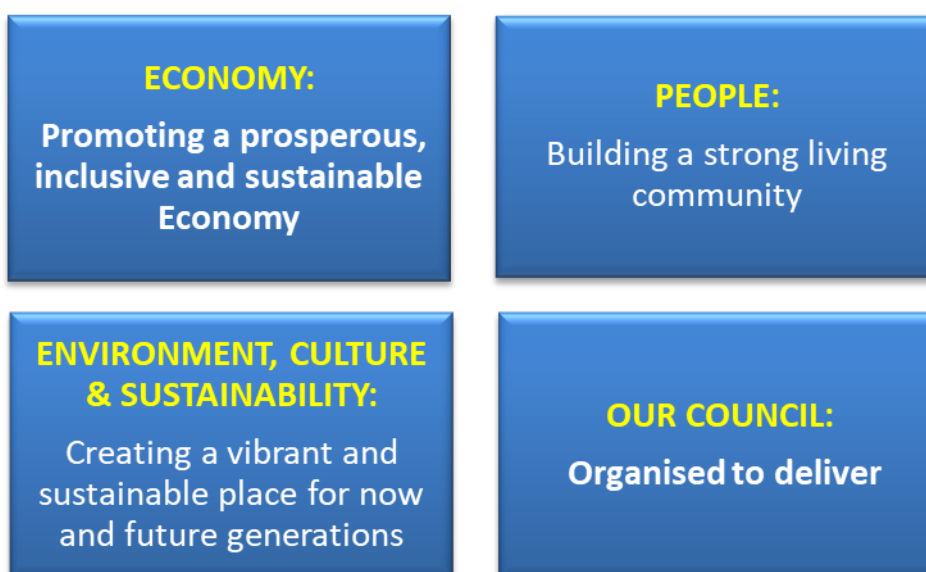 ECONOMY:
Promoting a prosperous,
inclusive and sustainable
Economy
PEOPLE:
Building a strong living
community
ENVIRONMENT, CULTURE
& SUSTAINABILITY:
Creating a vibrant and
sustainable place for now
and future generations
OUR COUNCIL:
Organised to deliver